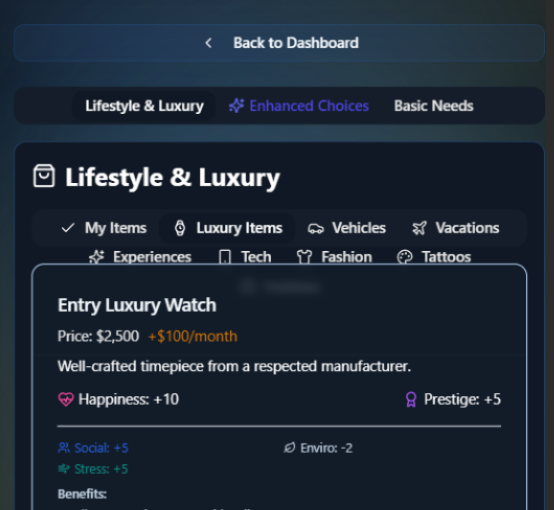 Back to Dashboard
Lifestyle & Luxury Enhanced Choices Basic Needs
Lifestyle & Luxury
My Items Luxury Items Vehicles Vacations
Experiences Tech Fashion Tattoos
Entry Luxury Watch
Price: $2,500 +$100/month
Well-crafted timepiece from a respected manufacturer.
Happiness: +10 Prestige: +5
Social: +5 Enviro: -2
Stress: +5
Benefits: